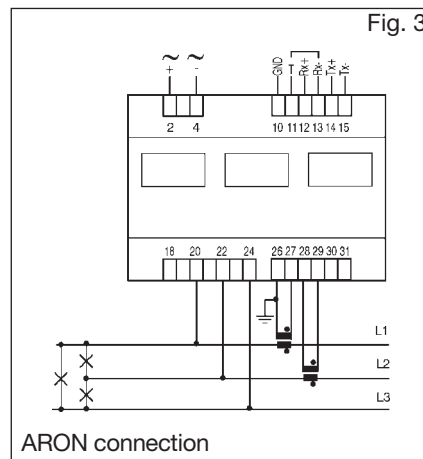 Fig. 3
~ ~
+ -
GND T Rx+ Rx- Tx+ Tx-
2 4 10 11 12 13 14 15
18 20 22 24 26 27 28 29 30 31
L1
L2
L3
ARON connection